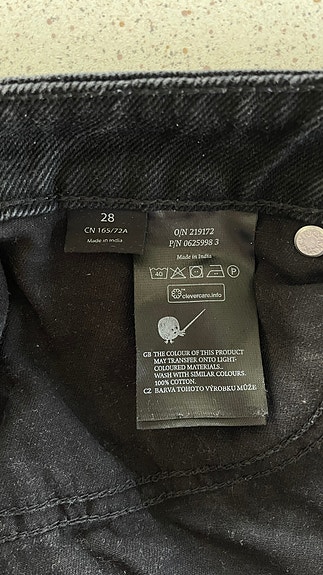 28
CN 165/72A
Made in India
O/N 219172
P/N 0625998 3
Made in India
40
P
clevercare.info
GB THE COLOUR OF THIS PRODUCT
MAY TRANSFER ONTO LIGHT-
COLOURED MATERIALS..
WASH WITH SIMILAR COLOURS.
100% COTTON.
CZ BARVA TOHOTO VÝROBKU MŮŽE